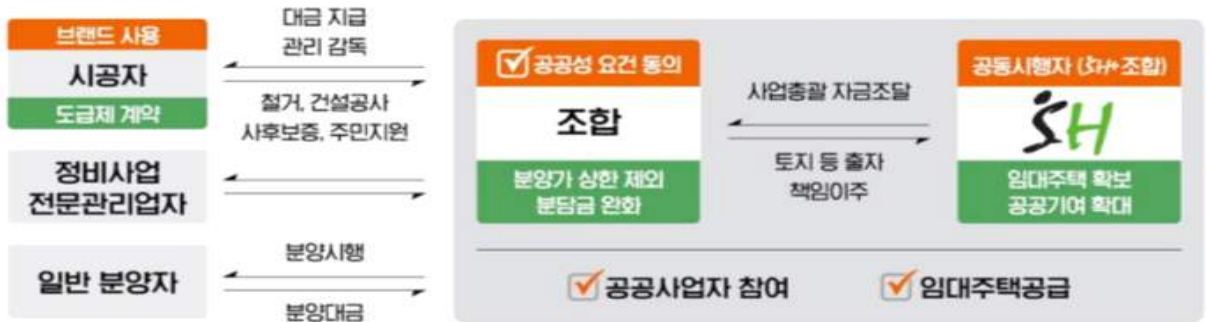 브랜드 사용
시공자
도급제 계약
대금 지급
관리 감독
철거, 건설공사
사후보증, 주민지원
정비사업
전문관리업자
일반 분양자
분양시행
분양대금
공공성 요건 동의
조합
분양가 상한 제외
분담금 완화
사업총괄 자금조달
토지 등 출자
책임이주
공동시행자 (SH+조합)
SH
임대주택 확보
공공기여 확대
공공사업자 참여
임대주택공급